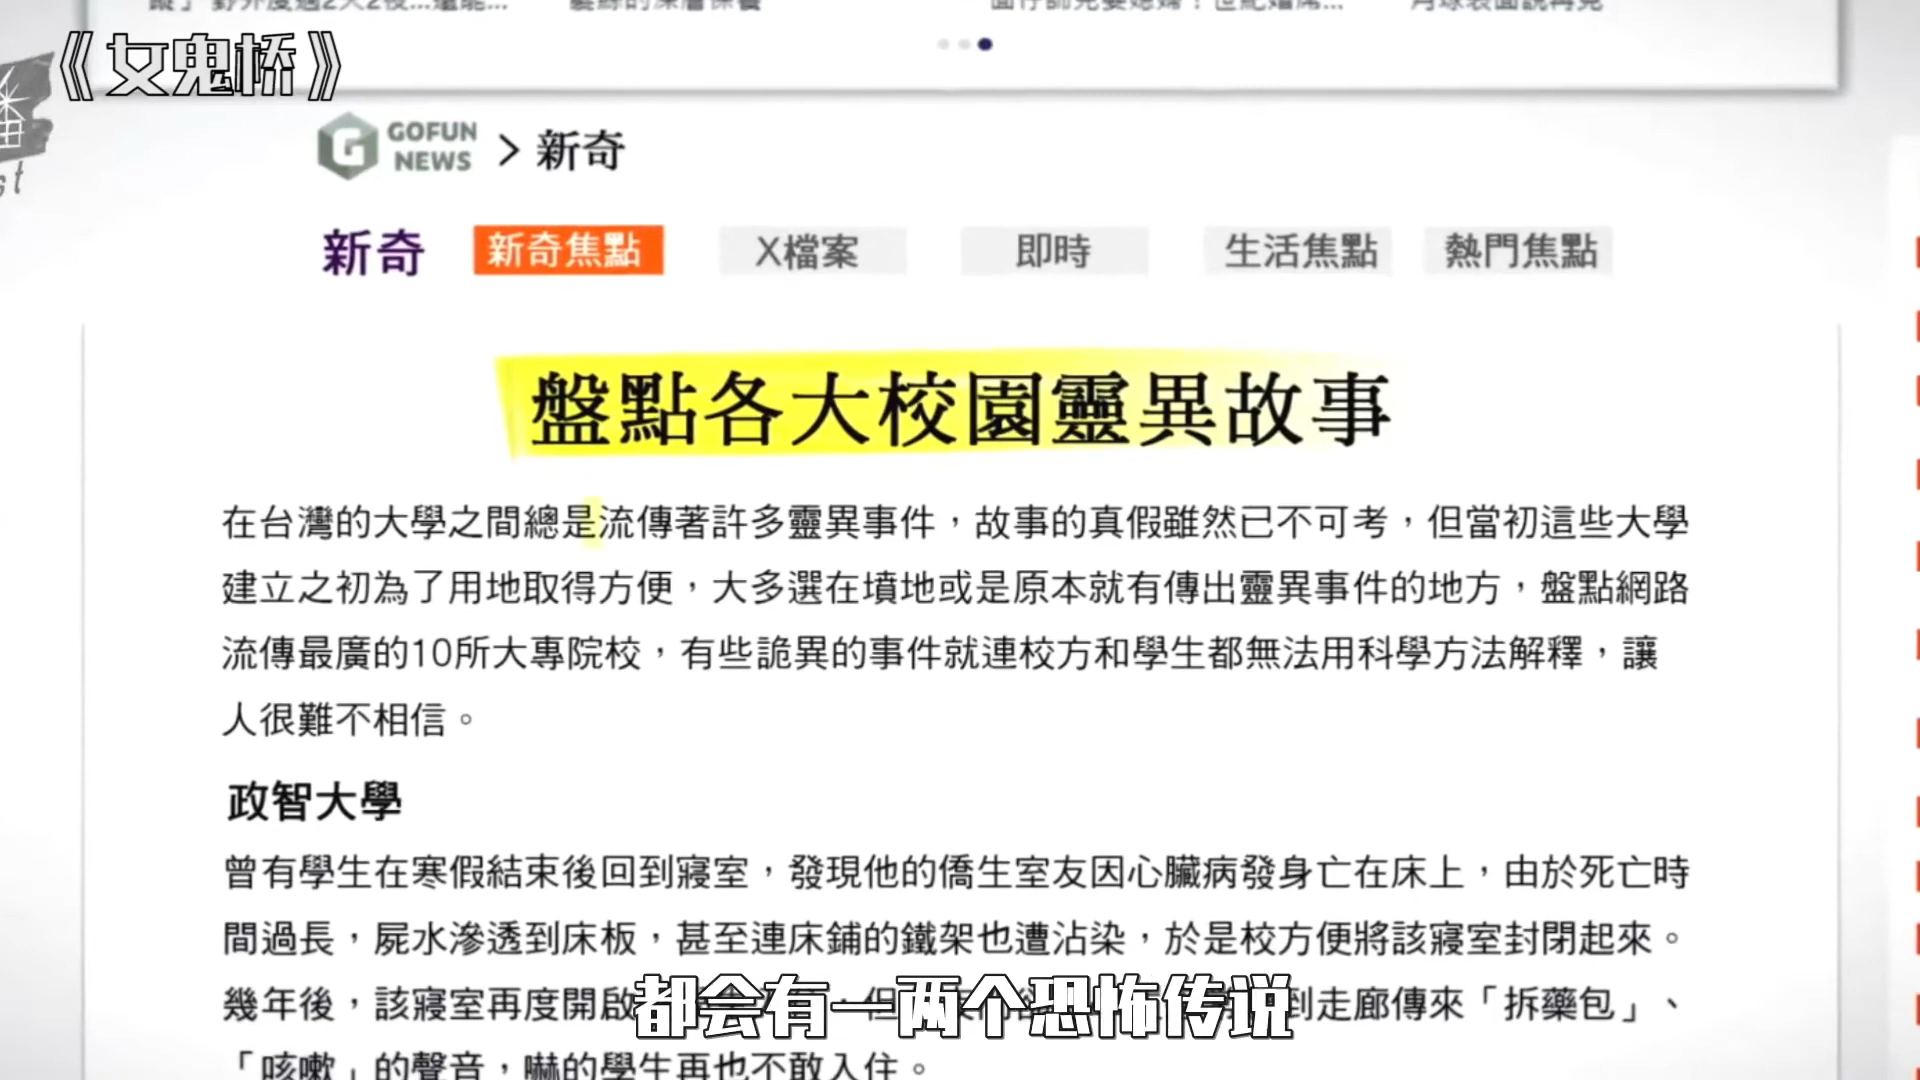 《女鬼桥》
GOFUN
NEWS > 新奇
新奇 新奇焦點 X檔案 即時 生活焦點 熱門焦點
盤點各大校園靈異故事
在台灣的大學之間總是流傳著許多靈異事件，故事的真假雖然已不可考，但當初這些大學
建立之初為了用地取得方便，大多選在墳地或是原本就有傳出靈異事件的地方，盤點網路
流傳最廣的10所大專院校，有些詭異的事件就連校方和學生都無法用科學方法解釋，讓
人很難不相信。
政智大學
曾有學生在寒假結束後回到寢室，發現他的僑生室友因心臟病發身亡在床上，由於死亡時
間過長，屍水滲透到床板，甚至連床鋪的鐵架也遭沾染，於是校方便將該寢室封閉起來。
幾年後，該寢室再度開啟 到走廊傳來「拆藥包」、
都会有一两个恐怖传说
「咳嗽」的聲音，嚇的學生再也不敢入住。